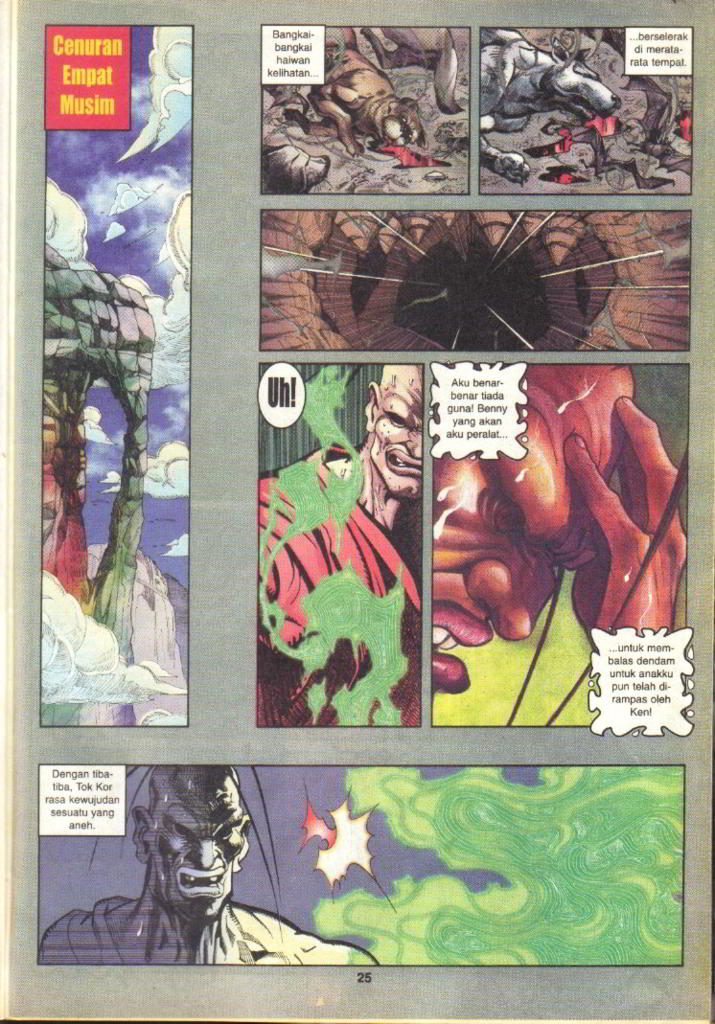 Cenuran
Empat
Musim
Bangkai-
bangkai
haiwan
kelihatan...
...berselerak
di merata-
rata tempat.
Uh!
Aku benar-
benar tiada
guna! Benny
yang akan
aku peralat...
...untuk mem-
balas dendam
untuk anakku
pun telah di-
rampas oleh
Ken!
Dengan tiba-
tiba, Tok Kor
rasa kewujudan
sesuatu yang
aneh.
25